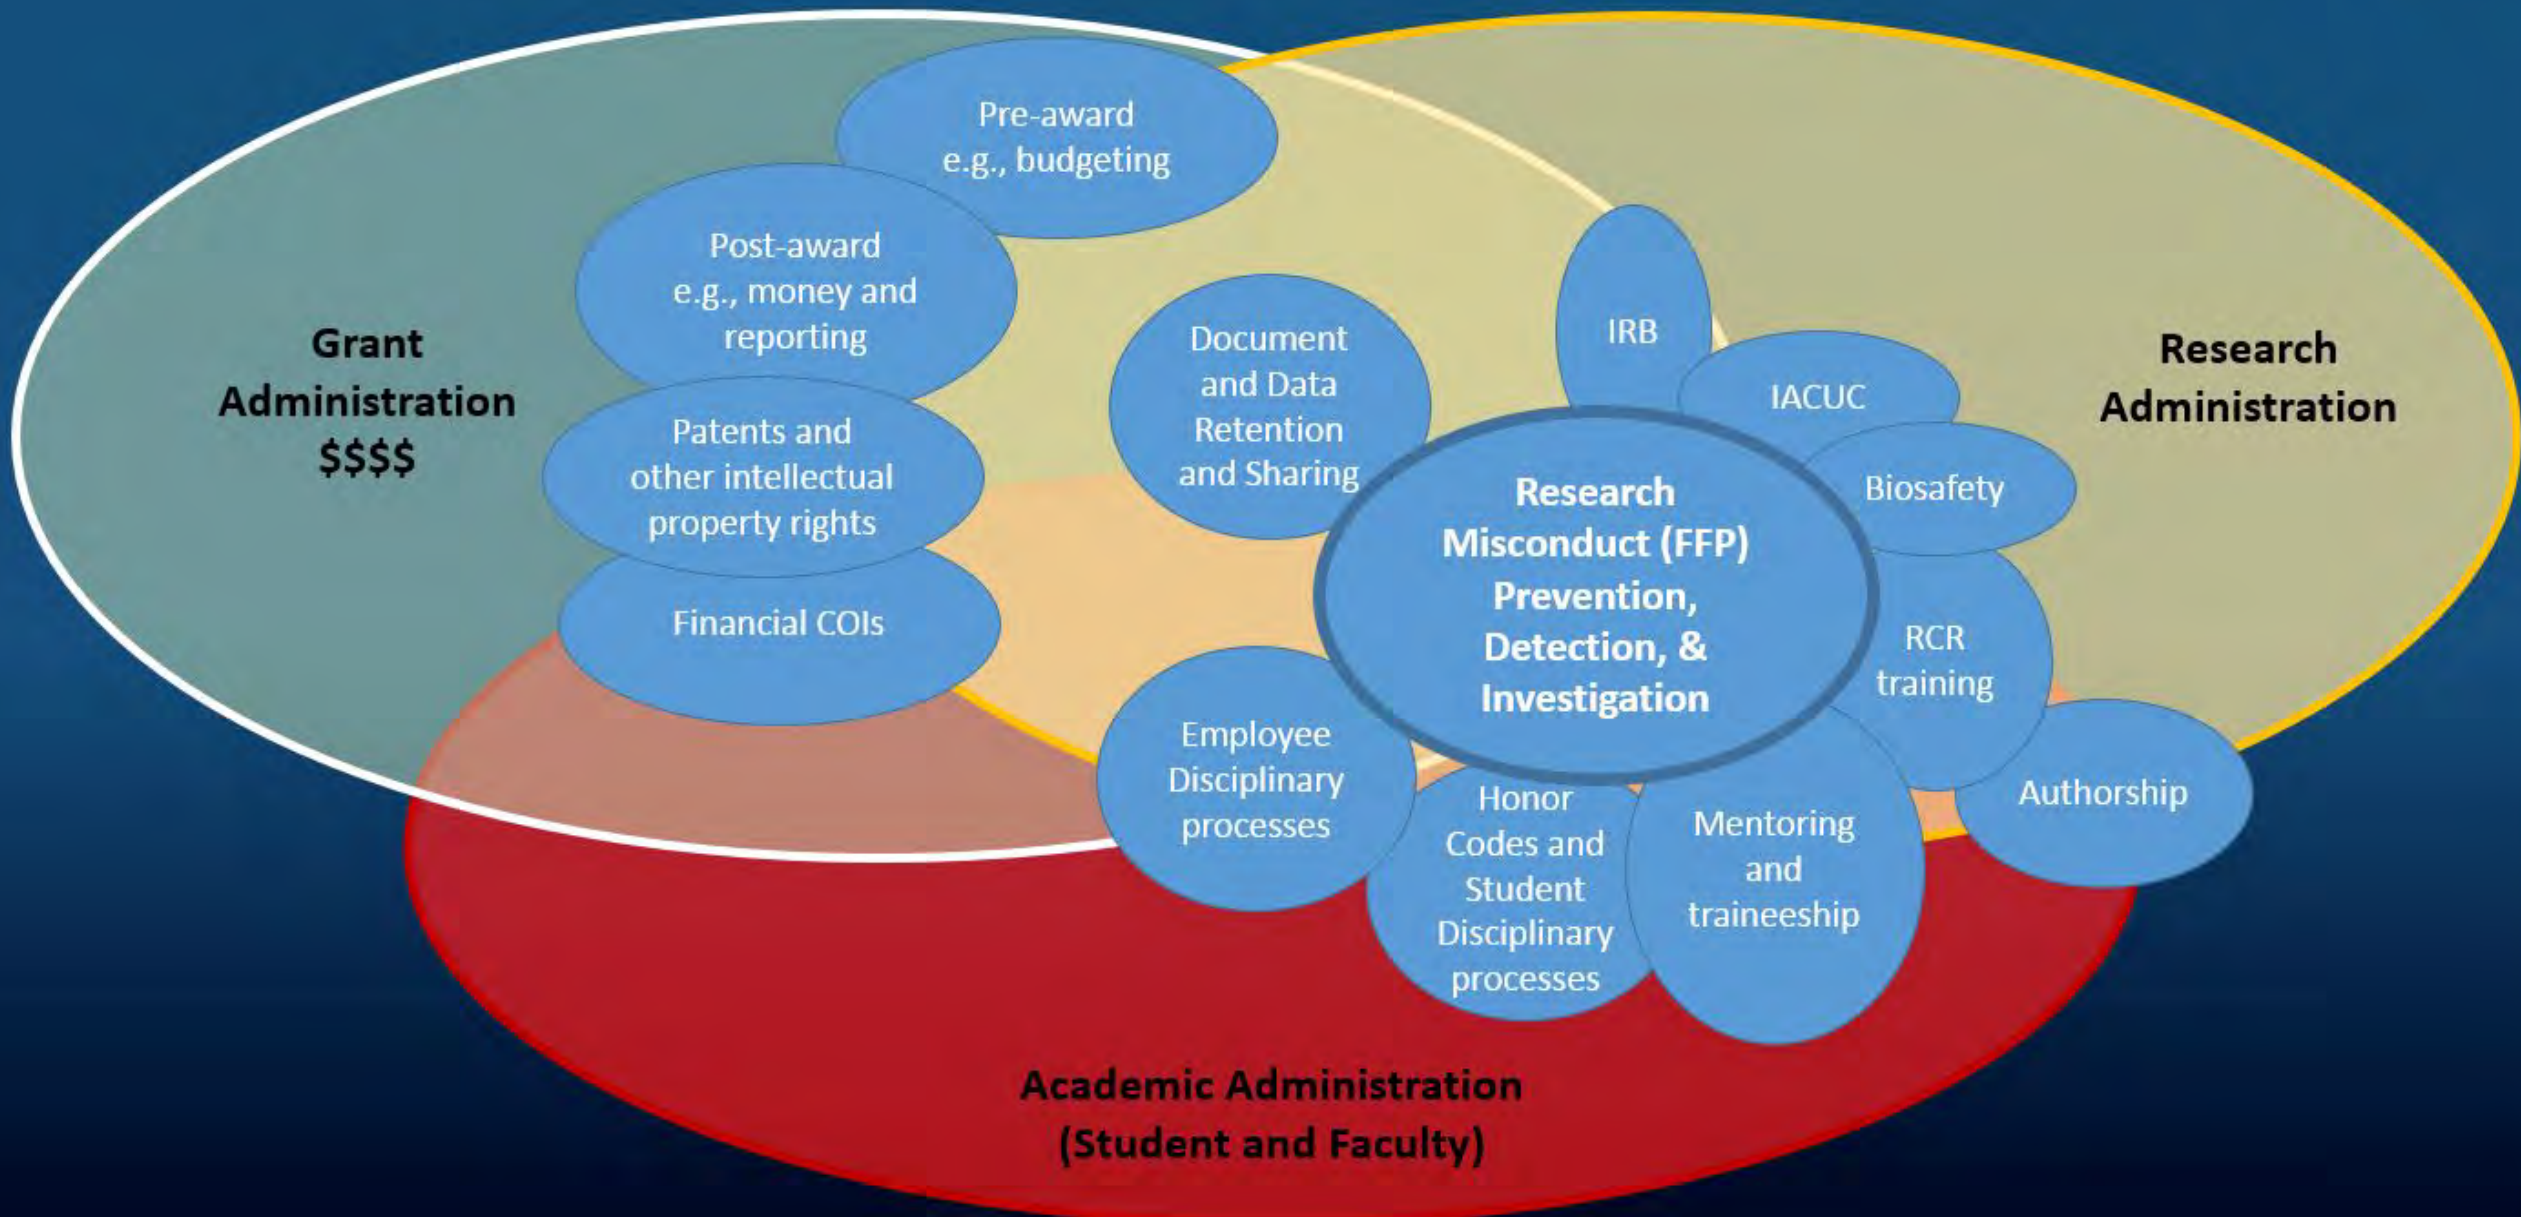 Pre-award
e.g., budgeting
Post-award
e.g., money and
reporting
Grant
Administration
$$$$
Patents and
other intellectual
property rights
Financial COIs
Document
and Data
Retention
and Sharing
IRB
IACUC
Biosafety
Research
Administration
Research
Misconduct (FFP)
Prevention,
Detection, &
Investigation
RCR
training
Authorship
Employee
Disciplinary
processes
Honor
Codes and
Student
Disciplinary
processes
Mentoring
and
traineeship
Academic Administration
(Student and Faculty)